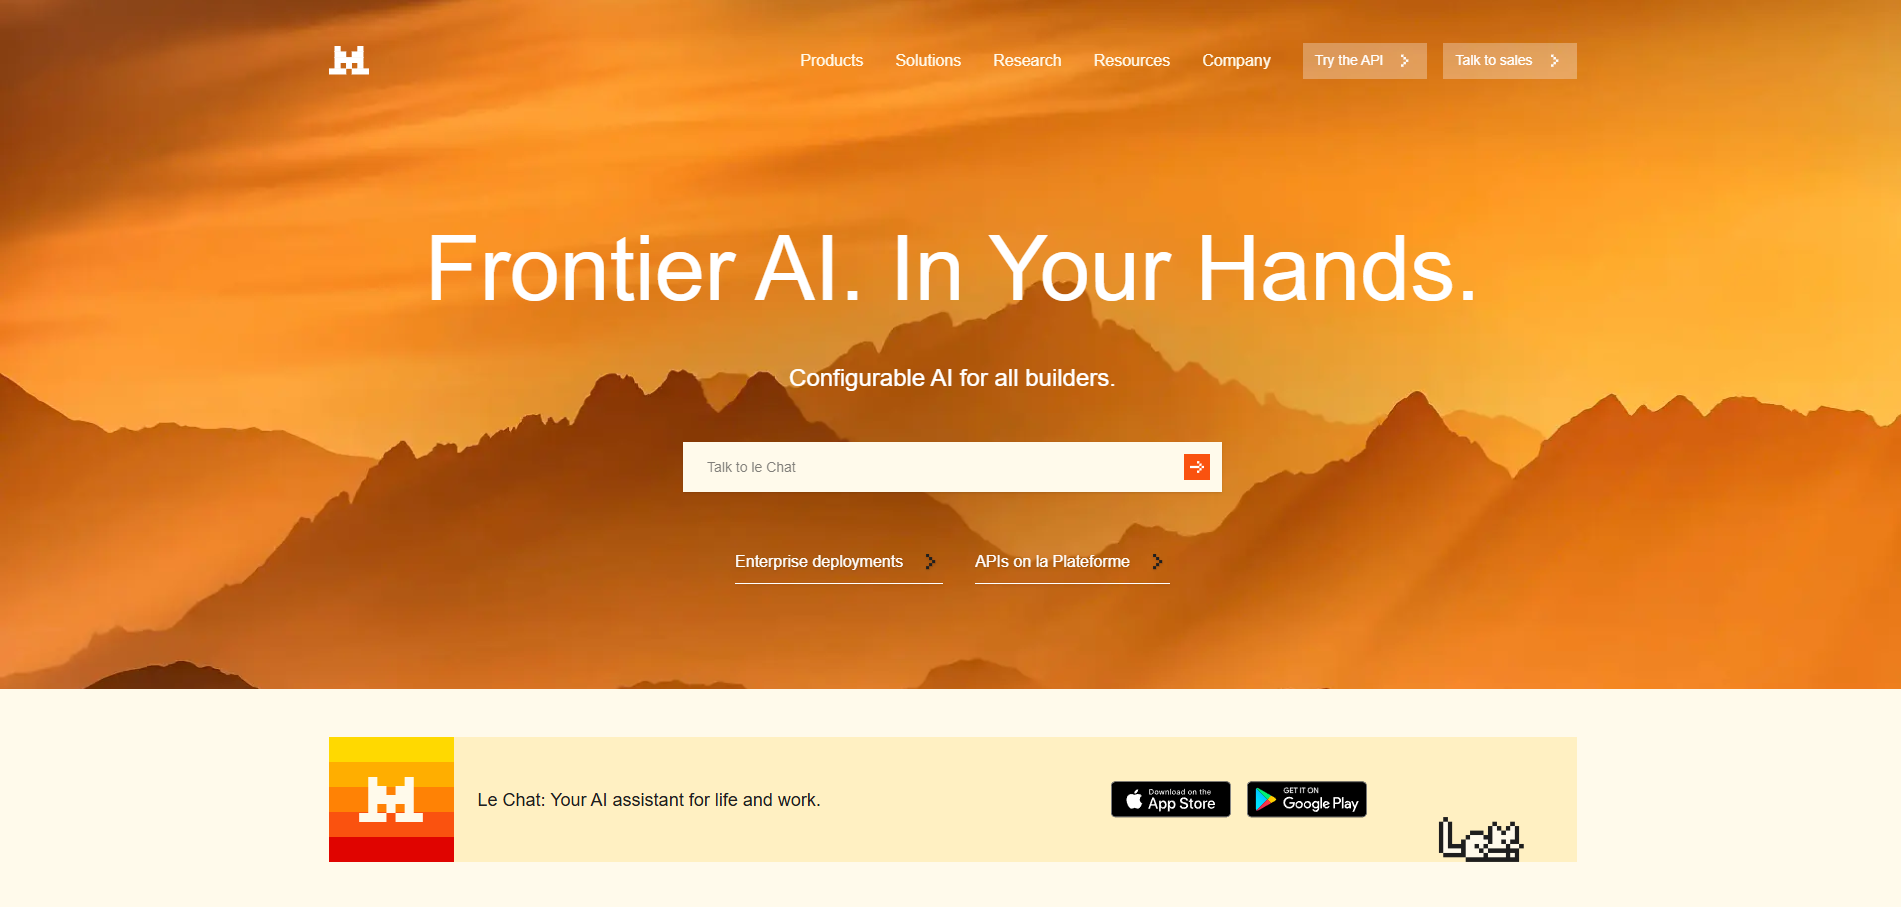 Products
Solutions
Research
Resources
Company
Try the API
Talk to sales
Frontier AI. In Your Hands.
Configurable AI for all builders.
Talk to le Chat
Enterprise deployments
APIs on la Plateforme
Le Chat: Your AI assistant for life and work.
Download on the
App Store
GET IT ON
Google Play